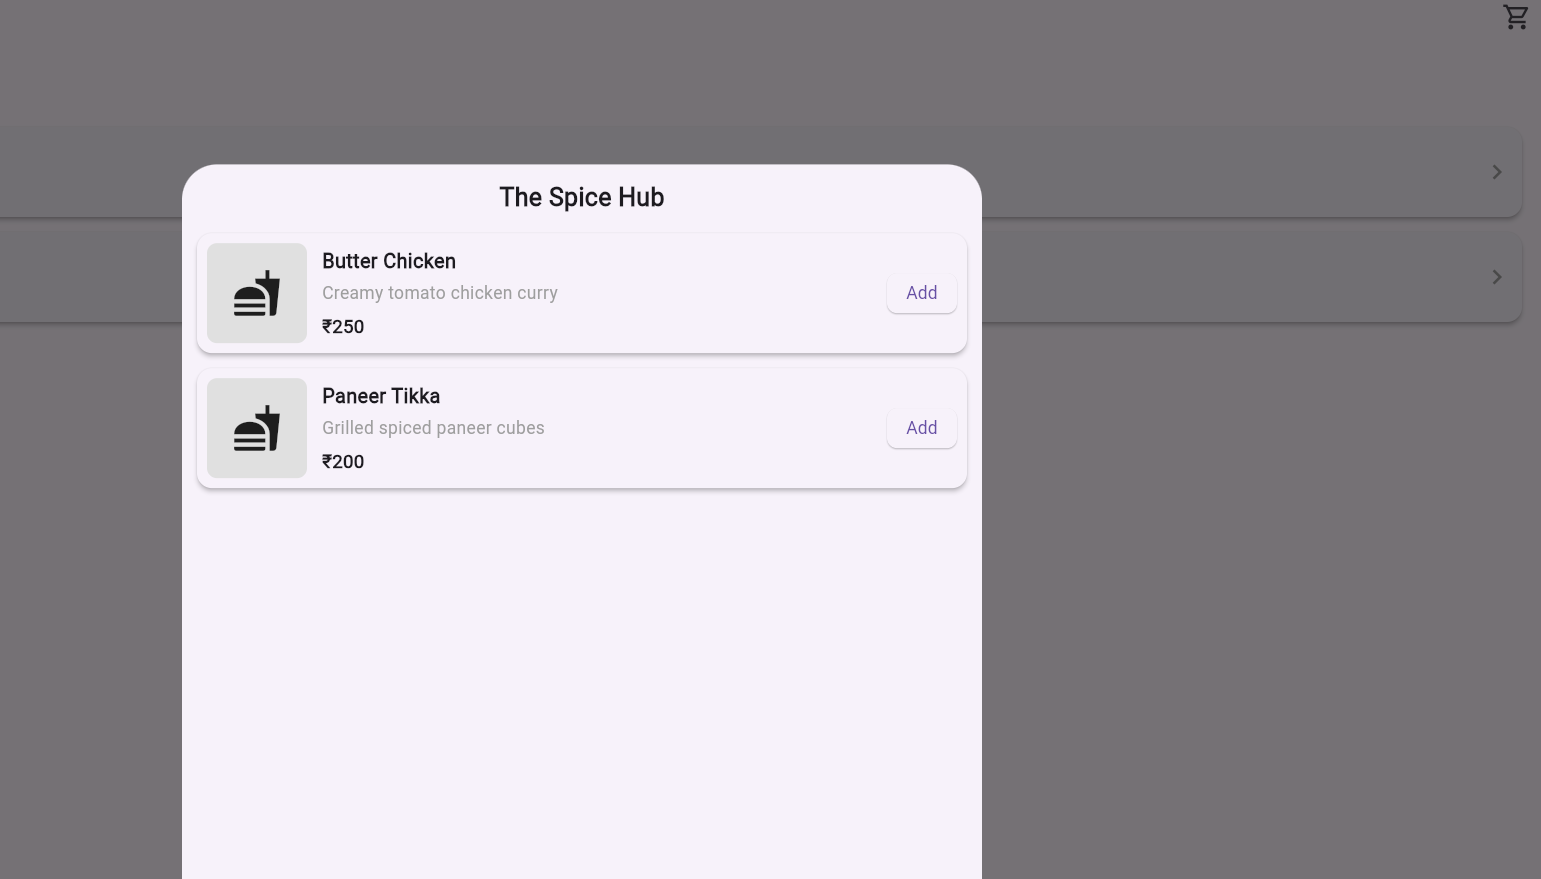 The Spice Hub
Butter Chicken
Creamy tomato chicken curry
₹250
Add
Paneer Tikka
Grilled spiced paneer cubes
₹200
Add